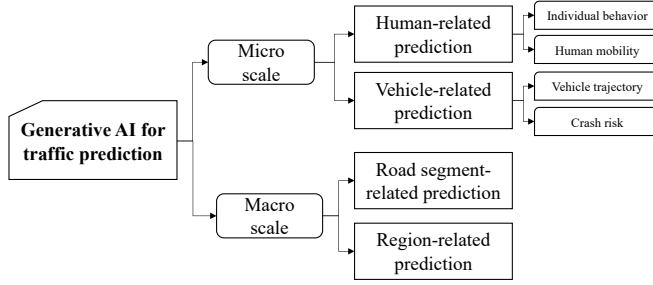 Generative AI for
traffic prediction
Micro
scale
Macro
scale
Human-related
prediction
Vehicle-related
prediction
Road segment-
related prediction
Region-related
prediction
Individual behavior
Human mobility
Vehicle trajectory
Crash risk